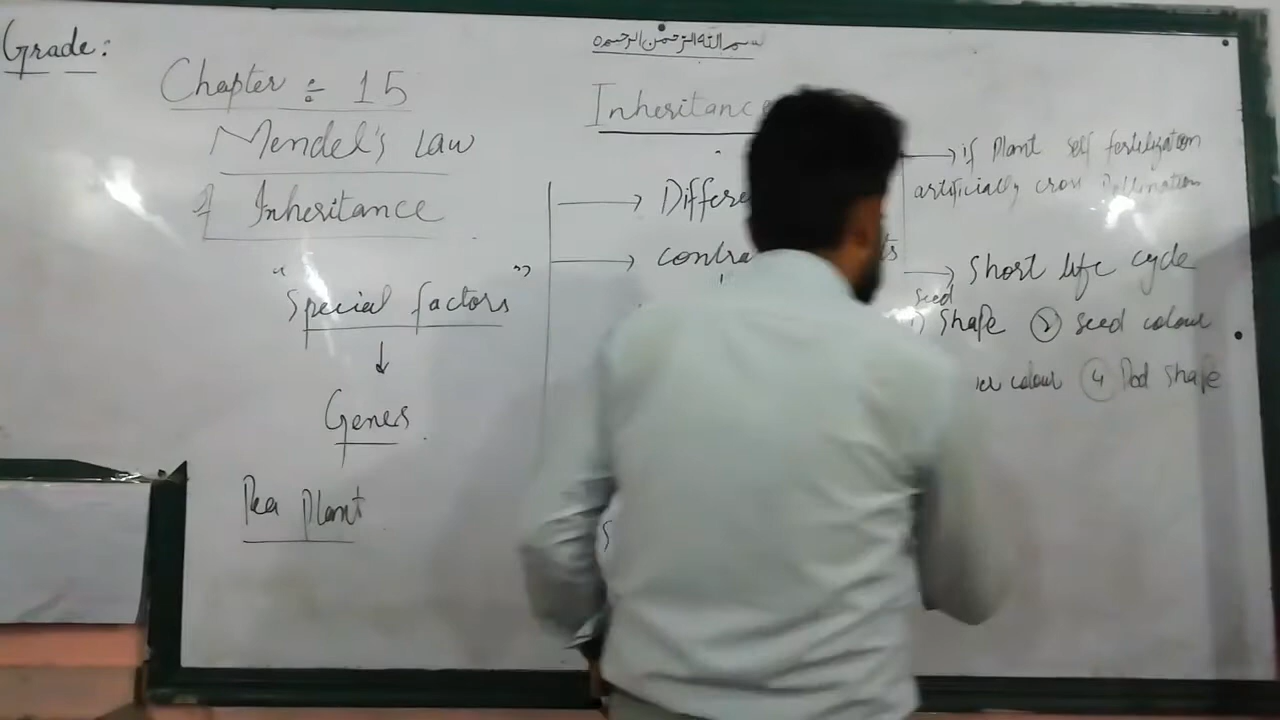 Grade:
بسم الله الرحمن الرحيم
Chapter ÷ 15
Mendel's Law
of Inheritance
"Special factors"
↓
Genes
Pea Plant
Inheritance
→ Differe
→ contra
ts
→ if Plant self fertilization
artificially cross Pollination
→ Short life cycle
Seed
1) Shape ② seed colour
er colour ④ Pod Shape
S